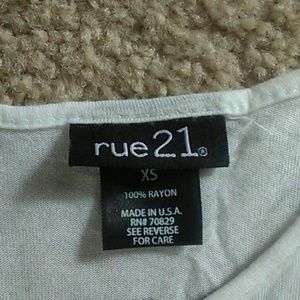 rue21®
XS
100% RAYON
MADE IN U.S.A.
RN# 70829
SEE REVERSE
FOR CARE